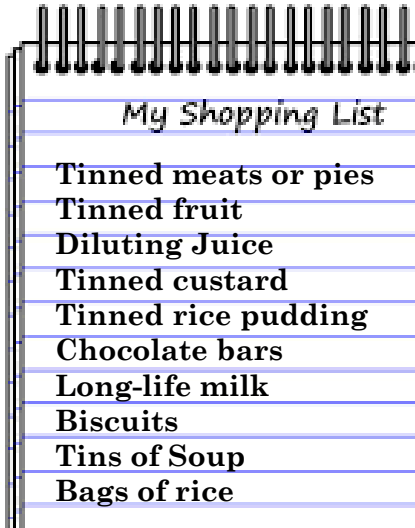 My Shopping List
Tinned meats or pies
Tinned fruit
Diluting Juice
Tinned custard
Tinned rice pudding
Chocolate bars
Long-life milk
Biscuits
Tins of Soup
Bags of rice